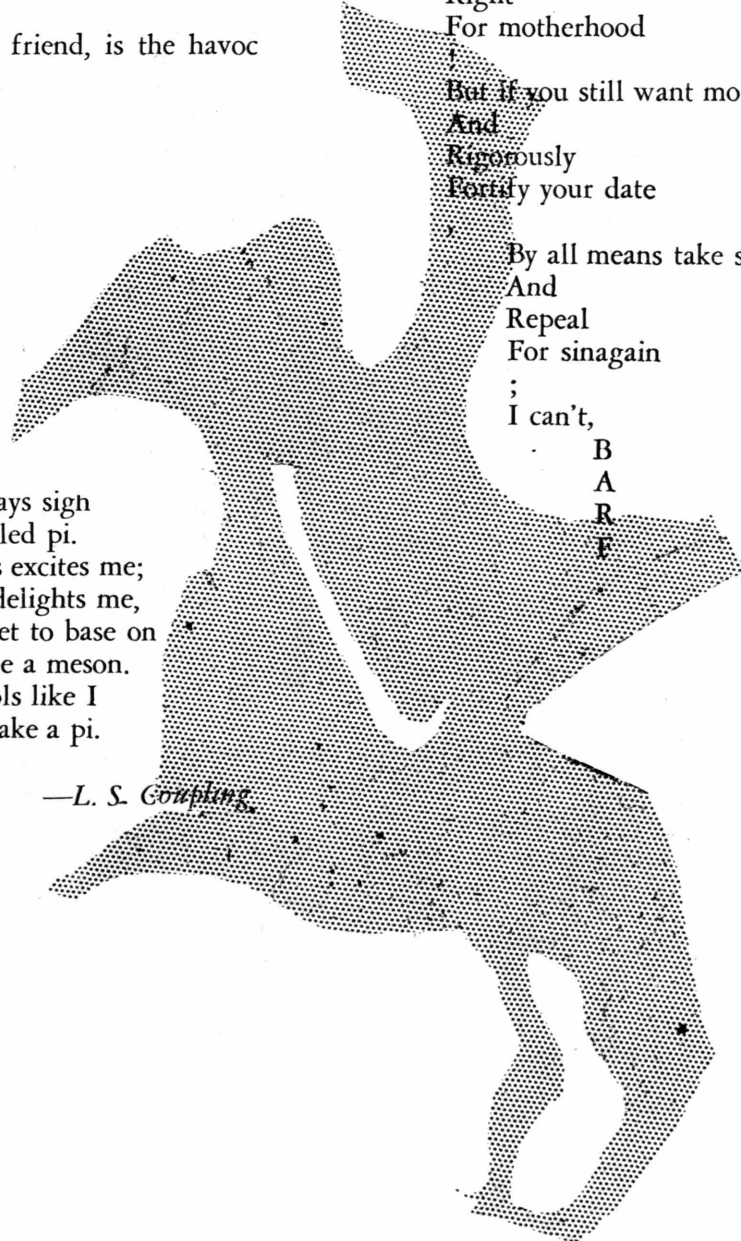 friend, is the havoc
ays sigh
led pi.
s excites me;
delights me,
et to base on
e a meson.
ols like I
ake a pi.
—L. S. Coupling
Right
For motherhood
!
But if you still want mo
And
Rigorously
Fortify your date
,
By all means take s
And
Repeal
For sinagain
;
I can't,
B
A
R
F